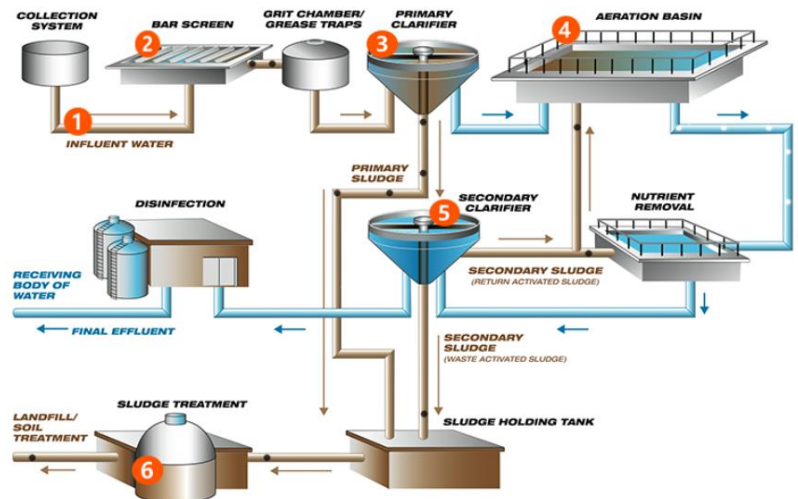 COLLECTION
SYSTEM
BAR SCREEN
GRIT CHAMBER/
GREASE TRAPS
PRIMARY
CLARIFIER
AERATION BASIN
1
2
3
4
INFLUENT WATER
PRIMARY
SLUDGE
DISINFECTION
SECONDARY
CLARIFIER
5
NUTRIENT
REMOVAL
RECEIVING
BODY OF
WATER
SECONDARY SLUDGE
(RETURN ACTIVATED SLUDGE)
FINAL EFFLUENT
SECONDARY
SLUDGE
(WASTE ACTIVATED SLUDGE)
SLUDGE TREATMENT
LANDFILL/
SOIL
TREATMENT
SLUDGE HOLDING TANK
6